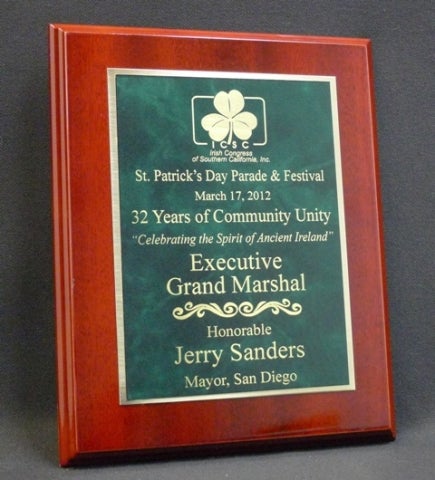 ICSC
Irish Congress
of Southern California, Inc.
St. Patrick's Day Parade & Festival
March 17, 2012
32 Years of Community Unity
"Celebrating the Spirit of Ancient Ireland"
Executive
Grand Marshal
Honorable
Jerry Sanders
Mayor, San Diego